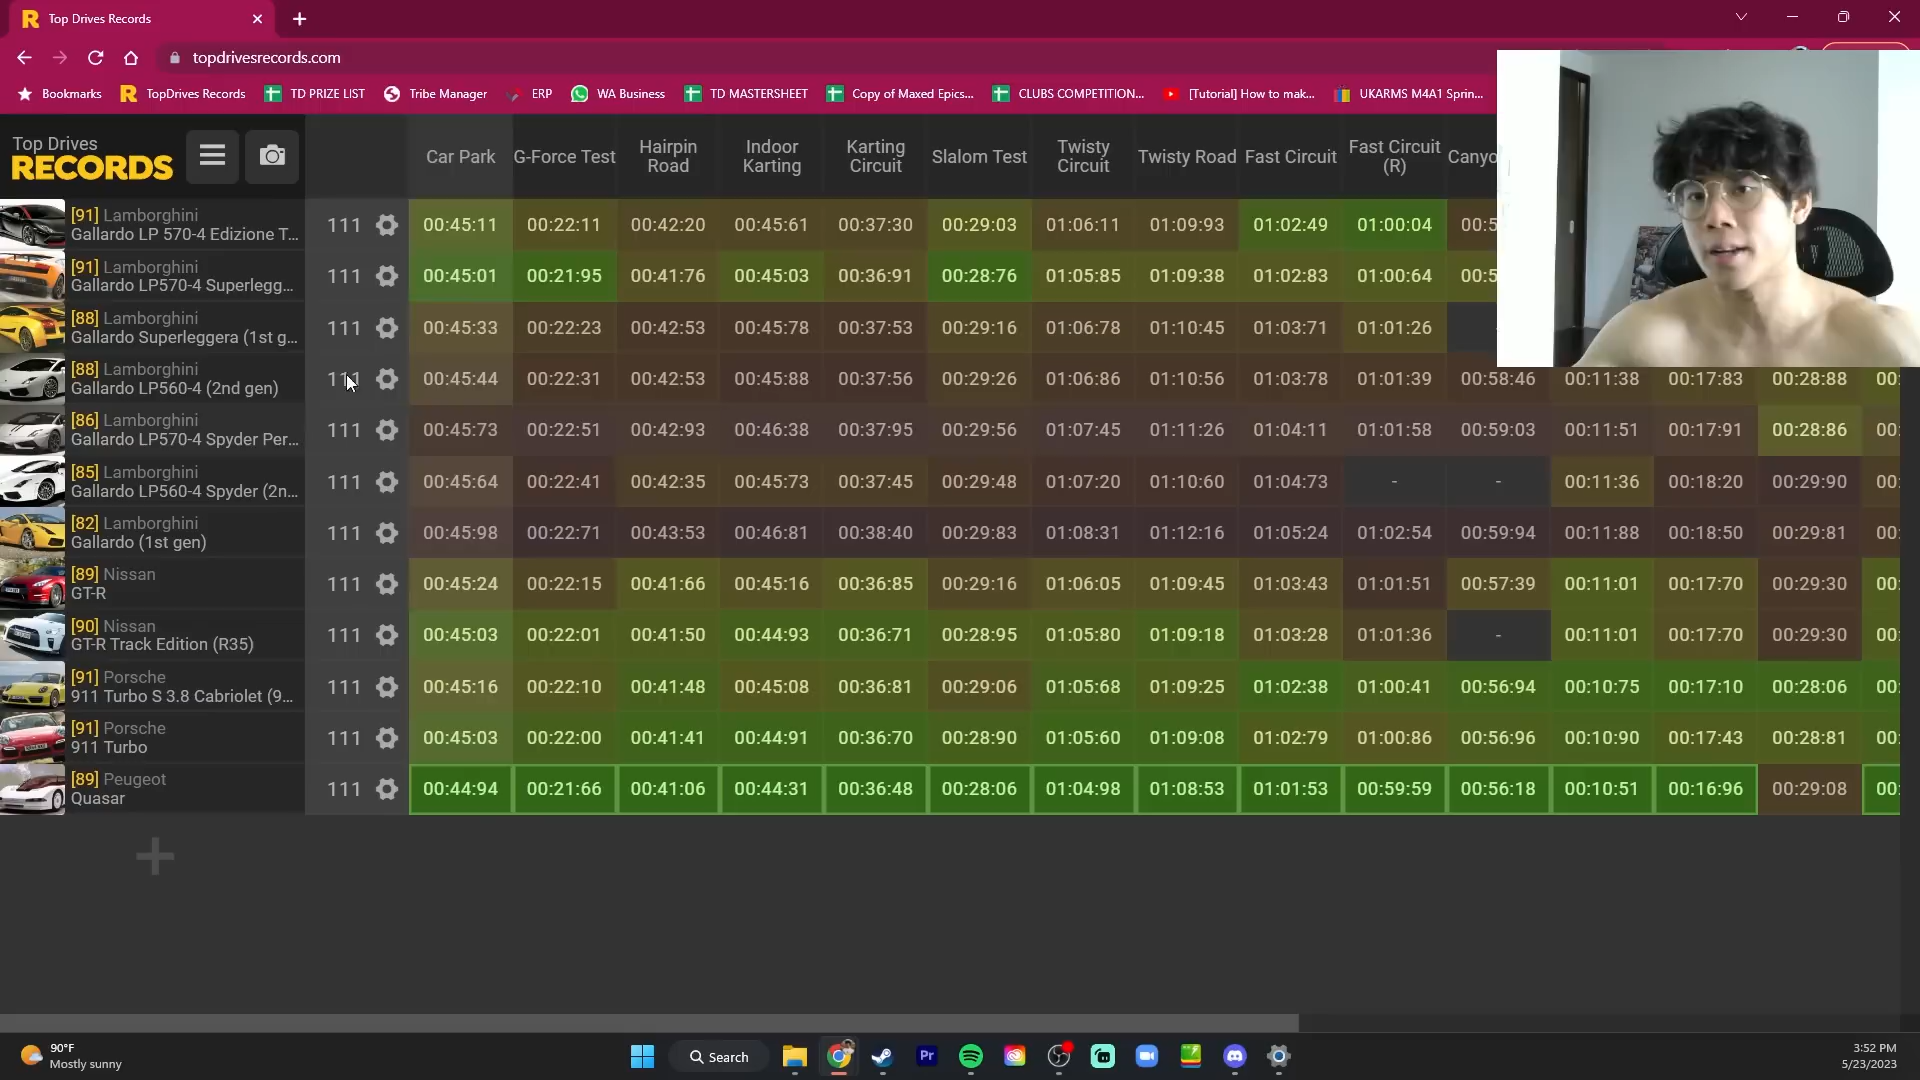 Top Drives Records
topdrivesrecords.com
Bookmarks TopDrives Records TD PRIZE LIST Tribe Manager ERP WA Business TD MASTERSHEET Copy of Maxed Epics... CLUBS COMPETITION... [Tutorial] How to mak... UKARMS M4A1 Sprin...
Top Drives
RECORDS
Car Park G-Force Test Hairpin Road Indoor Karting Karting Circuit Slalom Test Twisty Circuit Twisty Road Fast Circuit Fast Circuit (R) Canyo
[91] Lamborghini
Gallardo LP 570-4 Edizione T... 111 00:45:11 00:22:11 00:42:20 00:45:61 00:37:30 00:29:03 01:06:11 01:09:93 01:02:49 01:00:04 00:5
[91] Lamborghini
Gallardo LP570-4 Superlegg... 111 00:45:01 00:21:95 00:41:76 00:45:03 00:36:91 00:28:76 01:05:85 01:09:38 01:02:83 01:00:64 00:5
[88] Lamborghini
Gallardo Superleggera (1st g... 111 00:45:33 00:22:23 00:42:53 00:45:78 00:37:53 00:29:16 01:06:78 01:10:45 01:03:71 01:01:26
[88] Lamborghini
Gallardo LP560-4 (2nd gen) 111 00:45:44 00:22:31 00:42:53 00:45:88 00:37:56 00:29:26 01:06:86 01:10:56 01:03:78 01:01:39 00:58:46 00:11:38 00:17:83 00:28:88 00:
[86] Lamborghini
Gallardo LP570-4 Spyder Per... 111 00:45:73 00:22:51 00:42:93 00:46:38 00:37:95 00:29:56 01:07:45 01:11:26 01:04:11 01:01:58 00:59:03 00:11:51 00:17:91 00:28:86 00:
[85] Lamborghini
Gallardo LP560-4 Spyder (2n... 111 00:45:64 00:22:41 00:42:35 00:45:73 00:37:45 00:29:48 01:07:20 01:10:60 01:04:73 - - 00:11:36 00:18:20 00:29:90 00:
[82] Lamborghini
Gallardo (1st gen) 111 00:45:98 00:22:71 00:43:53 00:46:81 00:38:40 00:29:83 01:08:31 01:12:16 01:05:24 01:02:54 00:59:94 00:11:88 00:18:50 00:29:81 00:
[89] Nissan
GT-R 111 00:45:24 00:22:15 00:41:66 00:45:16 00:36:85 00:29:16 01:06:05 01:09:45 01:03:43 01:01:51 00:57:39 00:11:01 00:17:70 00:29:30 00:
[90] Nissan
GT-R Track Edition (R35) 111 00:45:03 00:22:01 00:41:50 00:44:93 00:36:71 00:28:95 01:05:80 01:09:18 01:03:28 01:01:36 - 00:11:01 00:17:70 00:29:30 00:
[91] Porsche
911 Turbo S 3.8 Cabriolet (9... 111 00:45:16 00:22:10 00:41:48 00:45:08 00:36:81 00:29:06 01:05:68 01:09:25 01:02:38 01:00:41 00:56:94 00:10:75 00:17:10 00:28:06 00:
[91] Porsche
911 Turbo 111 00:45:03 00:22:00 00:41:41 00:44:91 00:36:70 00:28:90 01:05:60 01:09:08 01:02:79 01:00:86 00:56:96 00:10:90 00:17:43 00:28:81 00:
[89] Peugeot
Quasar 111 00:44:94 00:21:66 00:41:06 00:44:31 00:36:48 00:28:06 01:04:98 01:08:53 01:01:53 00:59:59 00:56:18 00:10:51 00:16:96 00:29:08 00:
90°F
Mostly sunny
Search
Pr
3:52 PM
5/23/2023